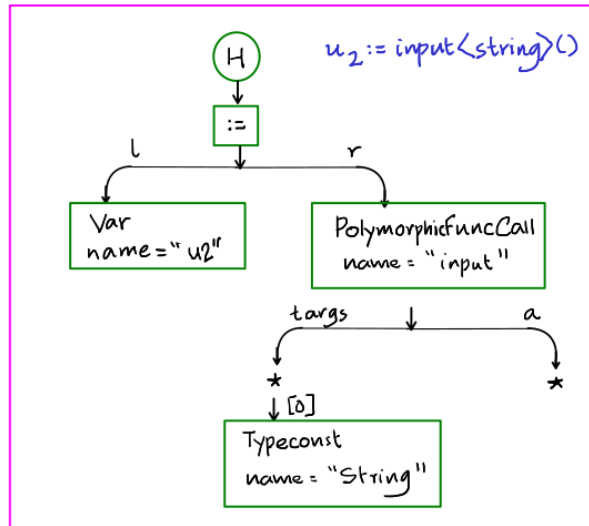 u2 := input<string>()
H
:=
l
r
Var
name = "u2"
PolymorphicFuncCall
name = "input"
targs
a
*
*
[0]
Typeconst
name = "String"